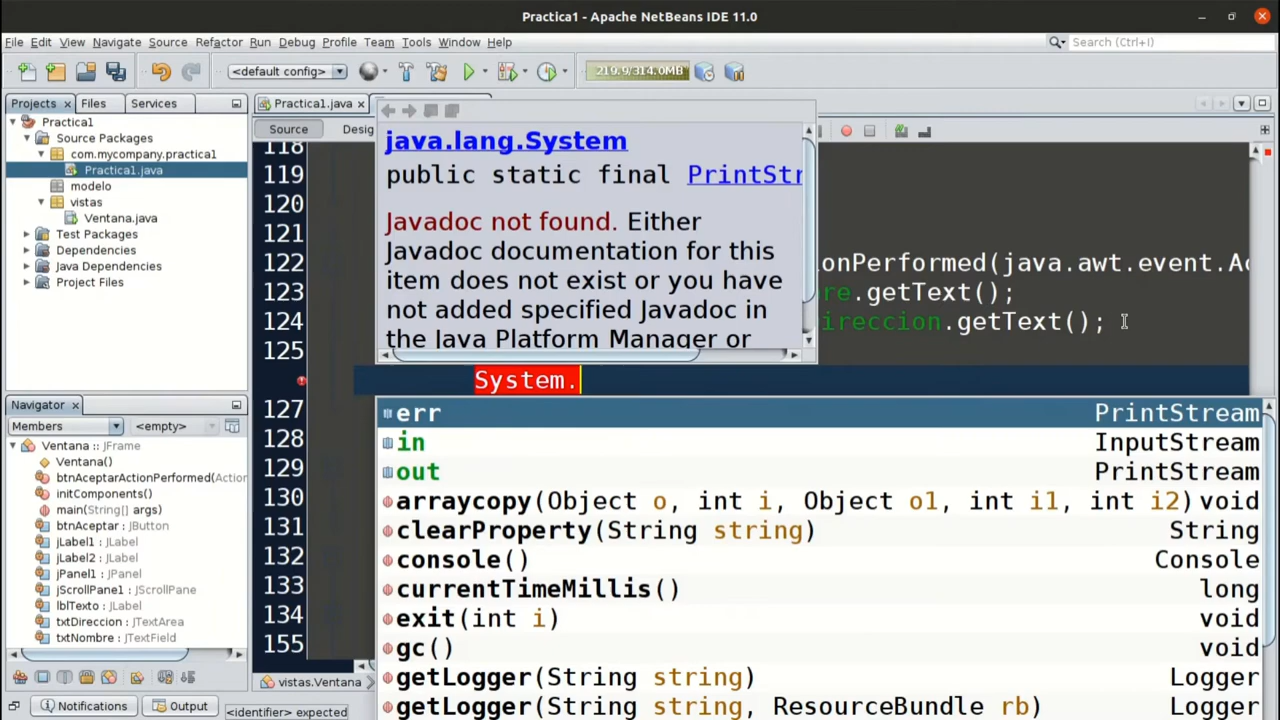 Practica1 - Apache NetBeans IDE 11.0
File Edit View Navigate Source Refactor Run Debug Profile Team Tools Window Help
Search (Ctrl+I)
<default config>
219.9/314.0MB
Projects Files Services
Practica1.java
Source Desig
Practica1
Source Packages
com.mycompany.practica1
Practica1.java
modelo
vistas
Ventana.java
Test Packages
Dependencies
Java Dependencies
Project Files
Navigator
Members <empty>
Ventana :: JFrame
Ventana()
btnAceptarActionPerformed(Action
initComponents()
main(String[] args)
btnAceptar : JButton
jLabel1 : JLabel
jLabel2 : JLabel
jPanel1 : JPanel
jScrollPane1 : JScrollPane
lblTexto : JLabel
txtDireccion : JTextArea
txtNombre : JTextField
118
119
120
121
122 onPerformed(java.awt.event.Ac
123 re.getText();
124 ireccion.getText();
125
System.
127
128
129
130
131
132
133
134
155
java.lang.System
public static final PrintStr
Javadoc not found. Either
Javadoc documentation for this
item does not exist or you have
not added specified Javadoc in
the Java Platform Manager or
err PrintStream
in InputStream
out PrintStream
arraycopy(Object o, int i, Object o1, int i1, int i2) void
clearProperty(String string) String
console() Console
currentTimeMillis() long
exit(int i) void
gc() void
getLogger(String string) Logger
getLogger(String string, ResourceBundle rb) Logger
vistas.Ventana
Notifications Output <identifier> expected